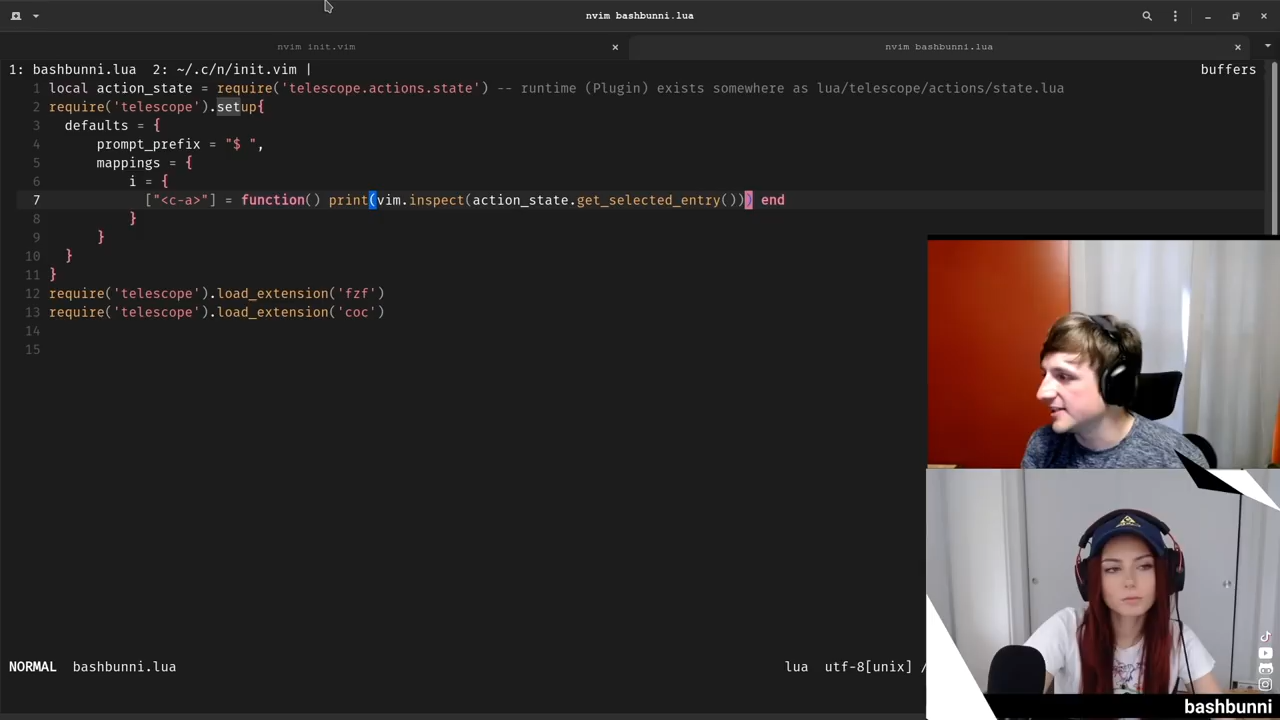 nvim bashbunni.lua
nvim init.vim
nvim bashbunni.lua
1: bashbunni.lua 2: ~/.c/n/init.vim | buffers
1 local action_state = require('telescope.actions.state') -- runtime (Plugin) exists somewhere as lua/telescope/actions/state.lua
2 require('telescope').setup{
3 defaults = {
4 prompt_prefix = "$ ",
5 mappings = {
6 i = {
7 ["<c-a>"] = function() print(vim.inspect(action_state.get_selected_entry())) end
8 }
9 }
10 }
11 }
12 require('telescope').load_extension('fzf')
13 require('telescope').load_extension('coc')
14
15
NORMAL bashbunni.lua lua utf-8[unix] /
bashbunni